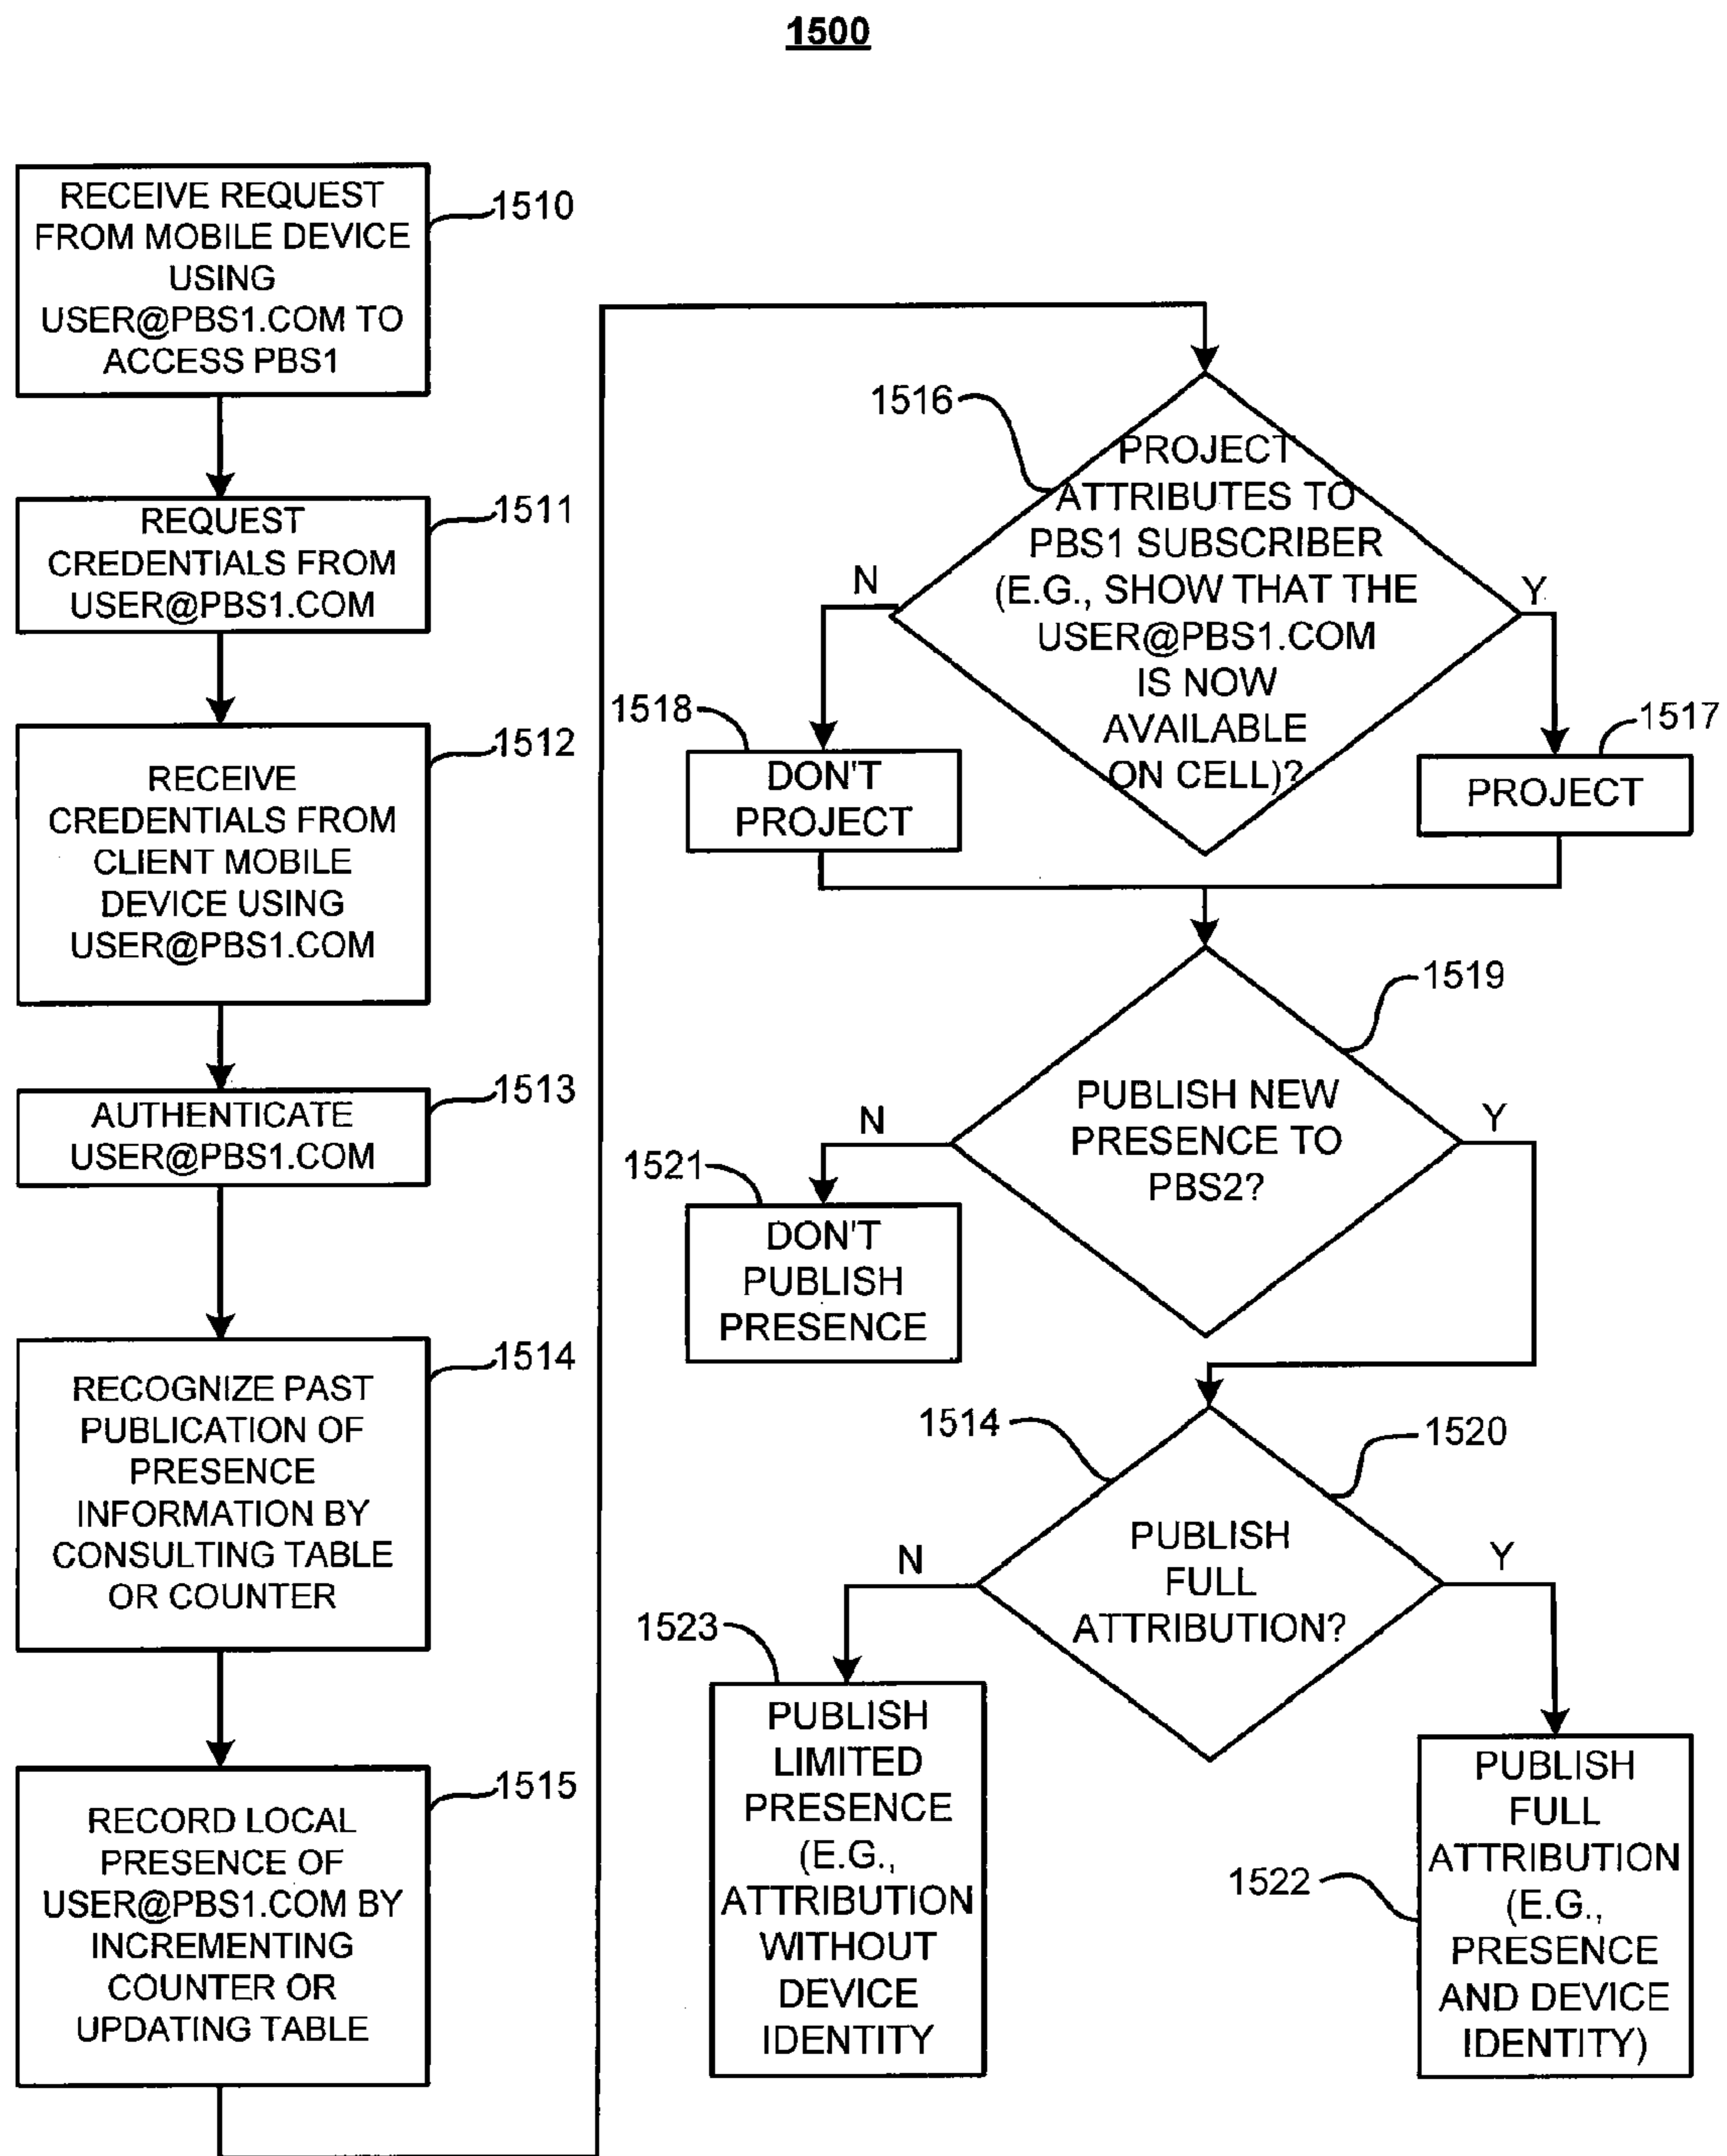 1500
RECEIVE REQUEST
FROM MOBILE DEVICE
USING
USER@PBS1.COM TO
ACCESS PBS1
1510
REQUEST
CREDENTIALS FROM
USER@PBS1.COM
1511
RECEIVE
CREDENTIALS FROM
CLIENT MOBILE
DEVICE USING
USER@PBS1.COM
1512
AUTHENTICATE
USER@PBS1.COM
1513
RECOGNIZE PAST
PUBLICATION OF
PRESENCE
INFORMATION BY
CONSULTING TABLE
OR COUNTER
1514
RECORD LOCAL
PRESENCE OF
USER@PBS1.COM BY
INCREMENTING
COUNTER OR
UPDATING TABLE
1515
1516
PROJECT
ATTRIBUTES TO
PBS1 SUBSCRIBER
(E.G., SHOW THAT THE
USER@PBS1.COM
IS NOW
AVAILABLE
ON CELL)?
N
Y
1518
DON'T
PROJECT
1517
PROJECT
1519
PUBLISH NEW
PRESENCE TO
PBS2?
N
Y
1521
DON'T
PUBLISH
PRESENCE
1514
1520
PUBLISH
FULL
ATTRIBUTION?
N
Y
1523
PUBLISH
LIMITED
PRESENCE
(E.G.,
ATTRIBUTION
WITHOUT
DEVICE
IDENTITY
1522
PUBLISH
FULL
ATTRIBUTION
(E.G.,
PRESENCE
AND DEVICE
IDENTITY)